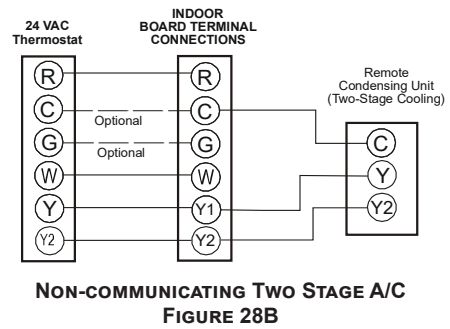 24 VAC
Thermostat
INDOOR
BOARD TERMINAL
CONNECTIONS
Remote
Condensing Unit
(Two-Stage Cooling)
R
R
C
Optional
C
C
G
Optional
G
W
W
Y
Y
Y1
Y2
Y2
Y2
NON-COMMUNICATING TWO STAGE A/C
FIGURE 28B